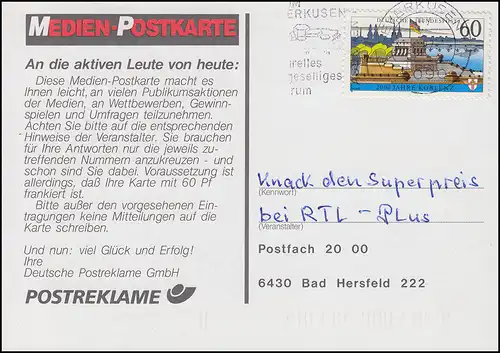 MEDIEN-POSTKARTE
An die aktiven Leute von heute:
Diese Medien-Postkarte macht es
Ihnen leicht, an vielen Publikumsaktionen
der Medien, an Wettbewerben, Gewinn-
spielen und Umfragen teilzunehmen.
Achten Sie bitte auf die entsprechenden
Hinweise der Veranstalter. Sie brauchen
für Ihre Antworten nur die jeweils zu-
treffenden Nummern anzukreuzen - und
schon sind Sie dabei. Voraussetzung ist
allerdings, daß Ihre Karte mit 60 Pf
frankiert ist.
Bitte außer den vorgesehenen Ein-
tragungen keine Mitteilungen auf die
Karte schreiben.
Und nun: viel Glück und Erfolg!
Ihre
Deutsche Postreklame GmbH
POSTREKLAME
ERKUSEN
geselliges
DEUTSCHE BUNDESPOST
60
2000 JAHRE KOBLENZ
Knack den Superpreis
(Kennwort)
bei RTL-Plus
(Veranstalter)
Postfach 20 00
6430 Bad Hersfeld 222